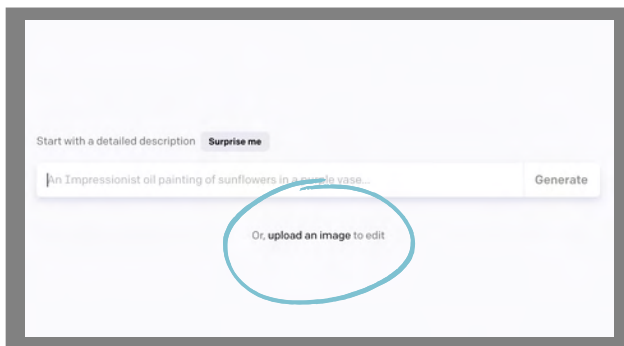 Start with a detailed description Surprise me
An Impressionist oil painting of sunflowers in a purple vase... Generate
Or, upload an image to edit